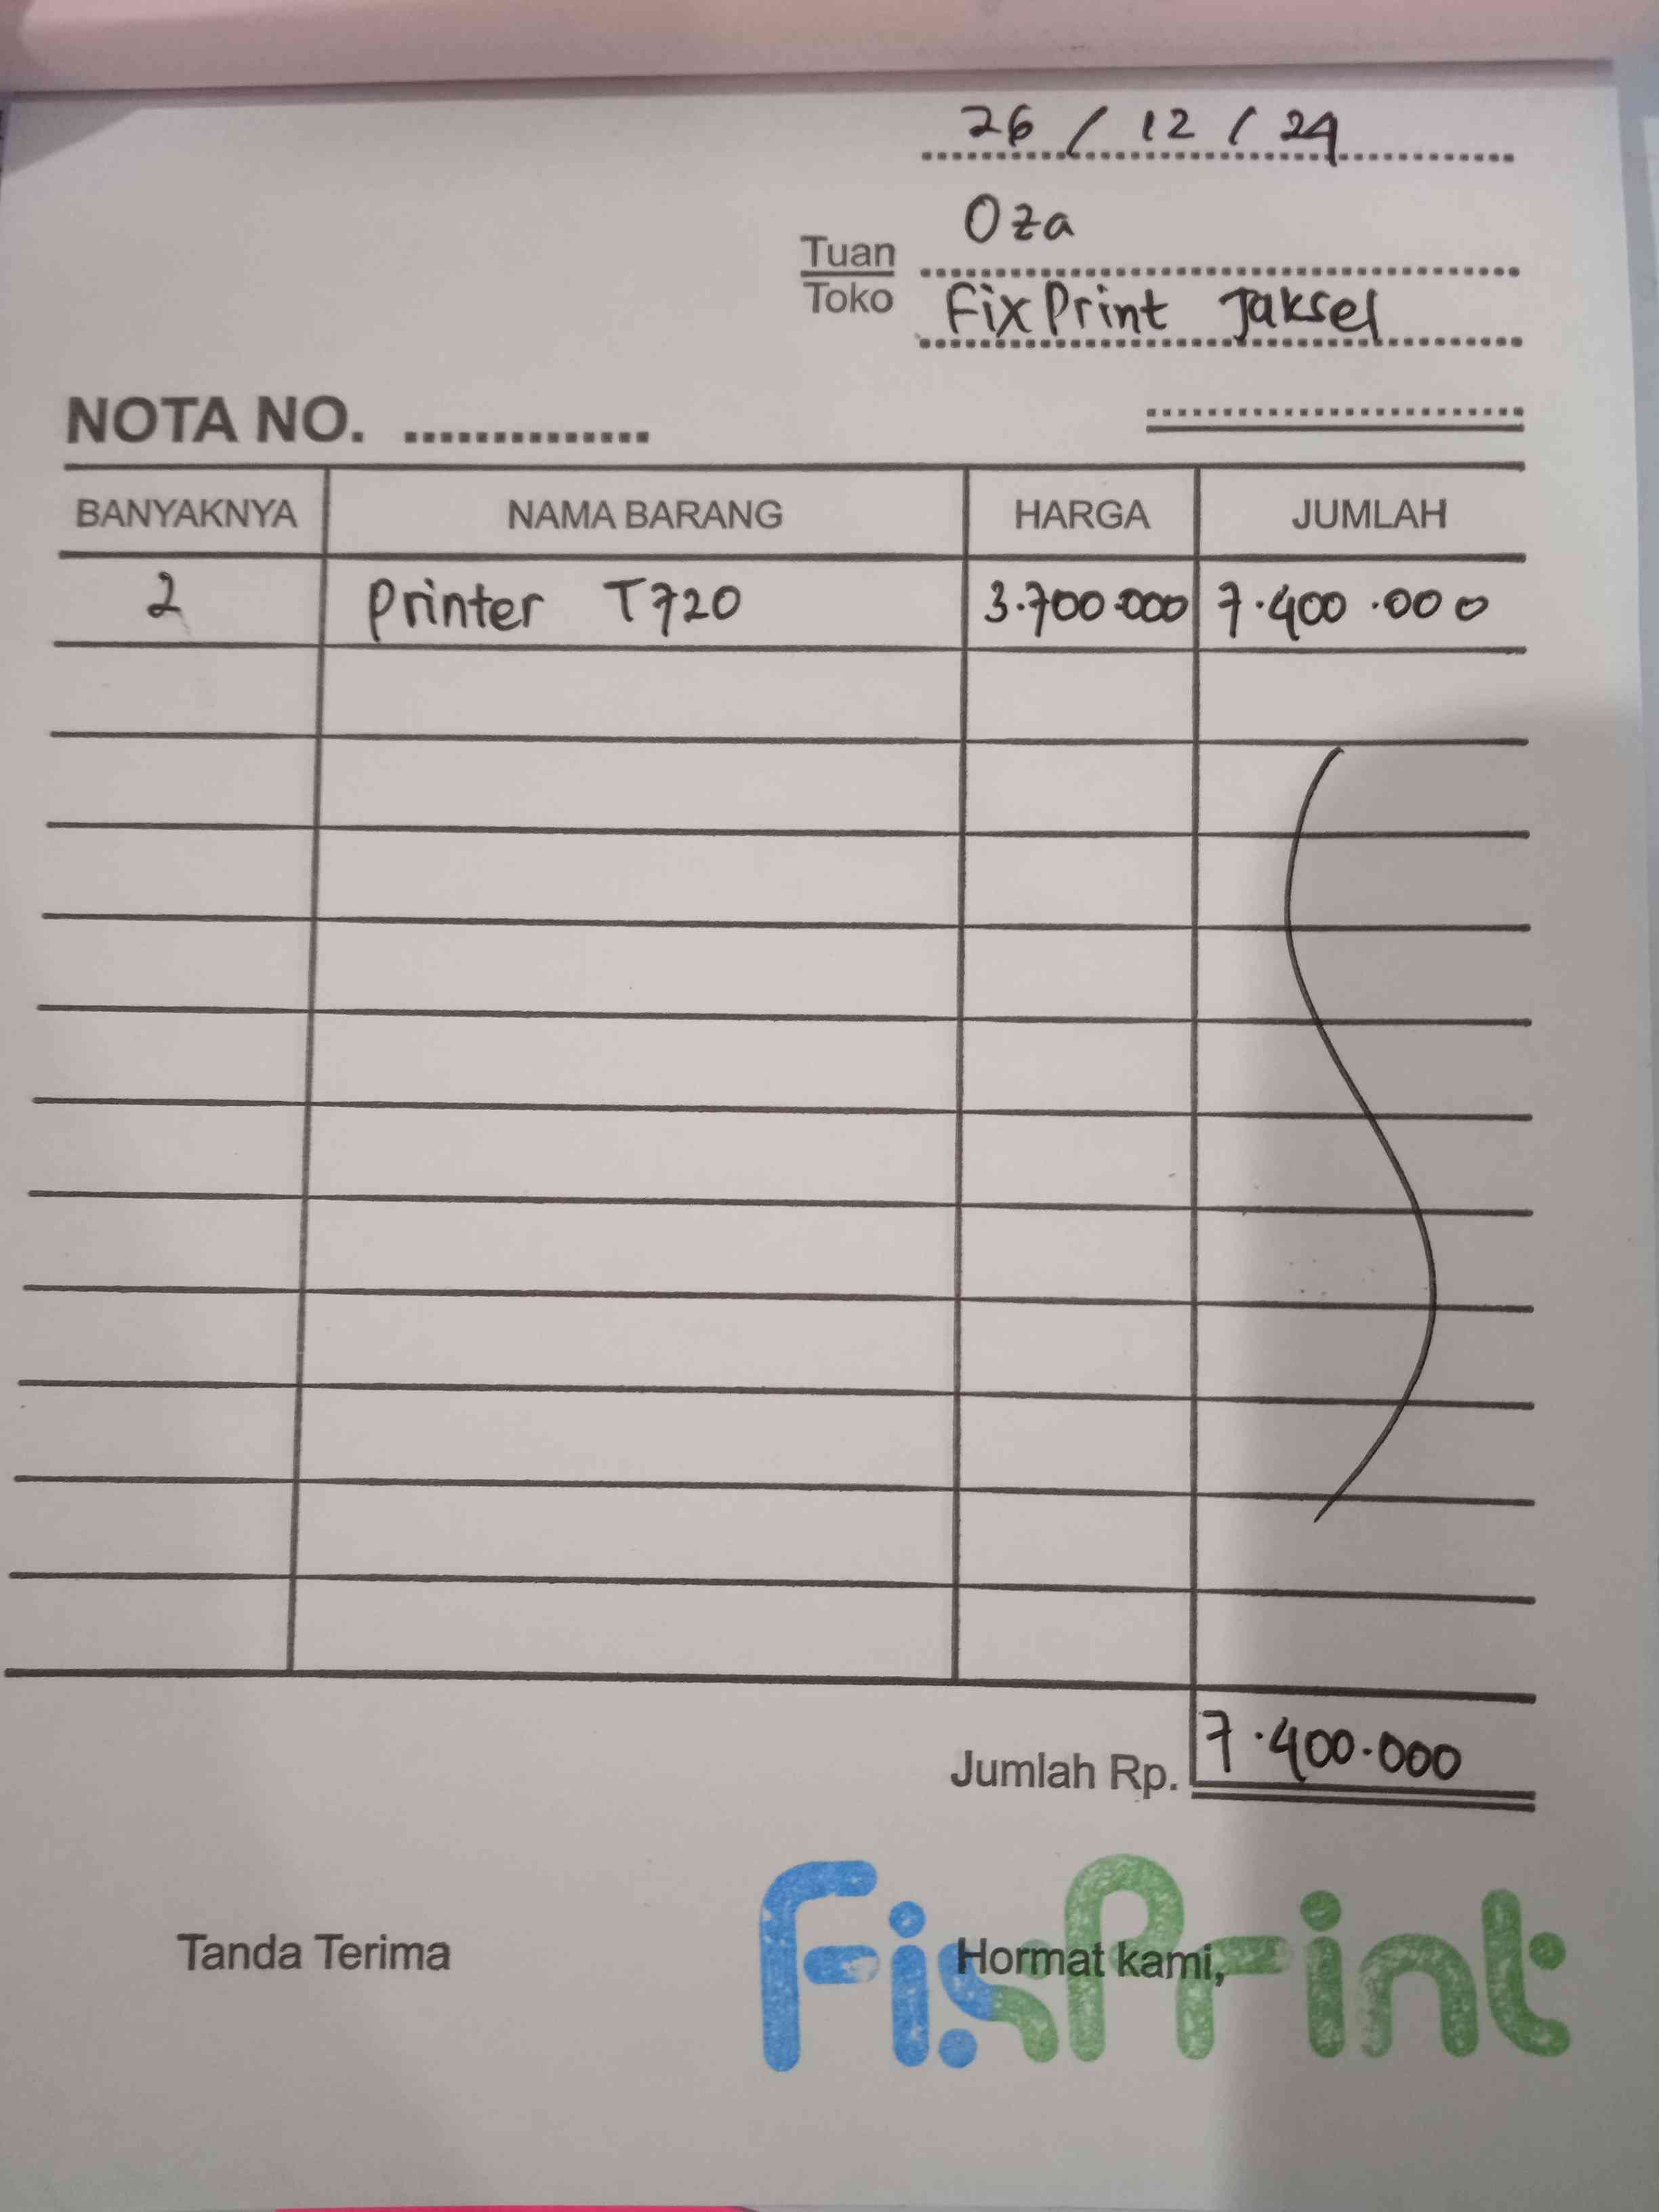 26 / 12 / 24
Oza
Tuan
Toko
FixPrint Jaksel
NOTA NO. ..............
BANYAKNYA NAMA BARANG HARGA JUMLAH
2 Printer T720 3.700.000 7.400.000
Jumlah Rp. 7.400.000
Tanda Terima Hormat kami,
FixPrint